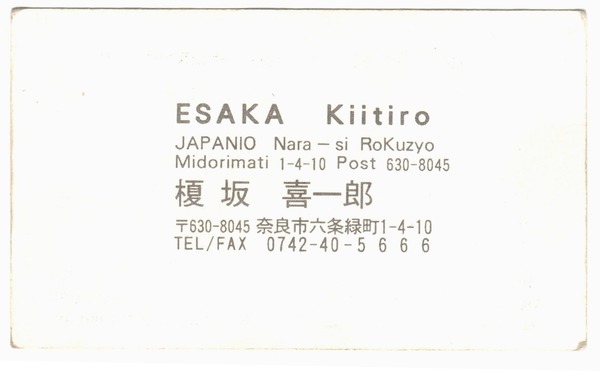 ESAKA Kiitiro
JAPANIO Nara-si RoKuzyo
Midorimati 1-4-10 Post 630-8045
榎坂 喜一郎
〒630-8045 奈良市六条緑町1-4-10
TEL/FAX 0742-40-5666